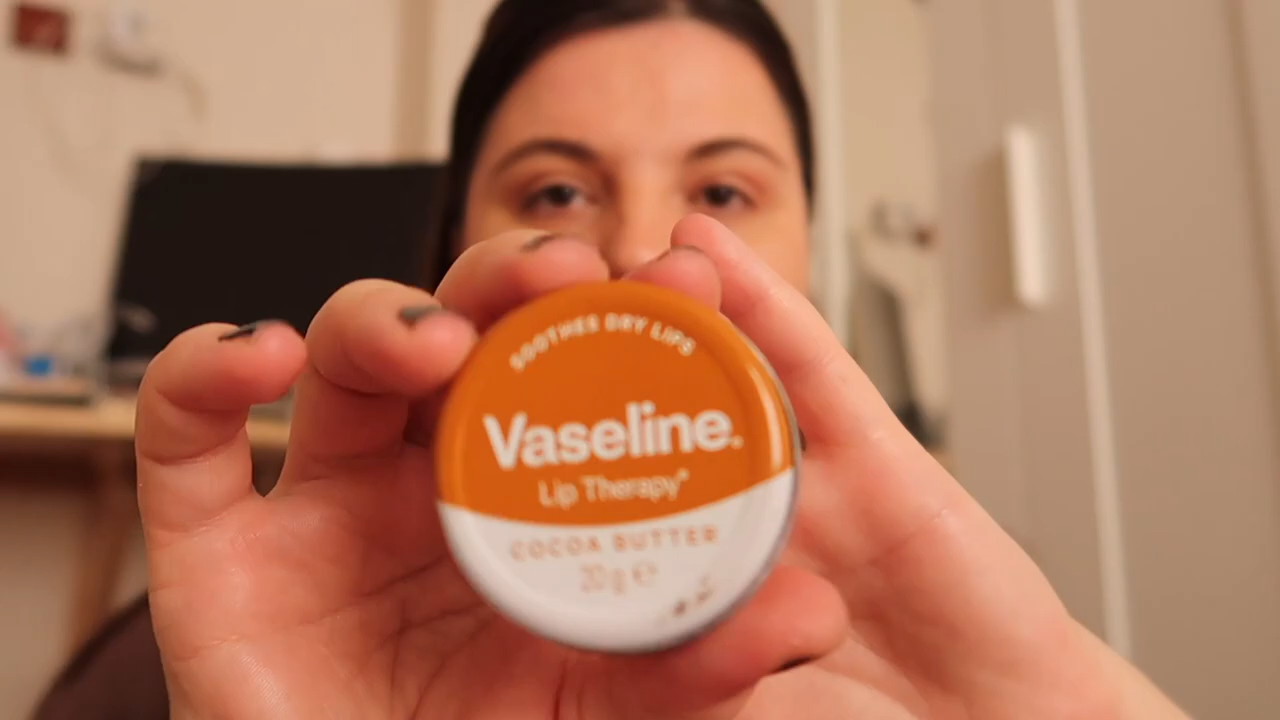 SOOTHES DRY LIPS
Vaseline.
Lip Therapy*
COCOA BUTTER
20g ℮